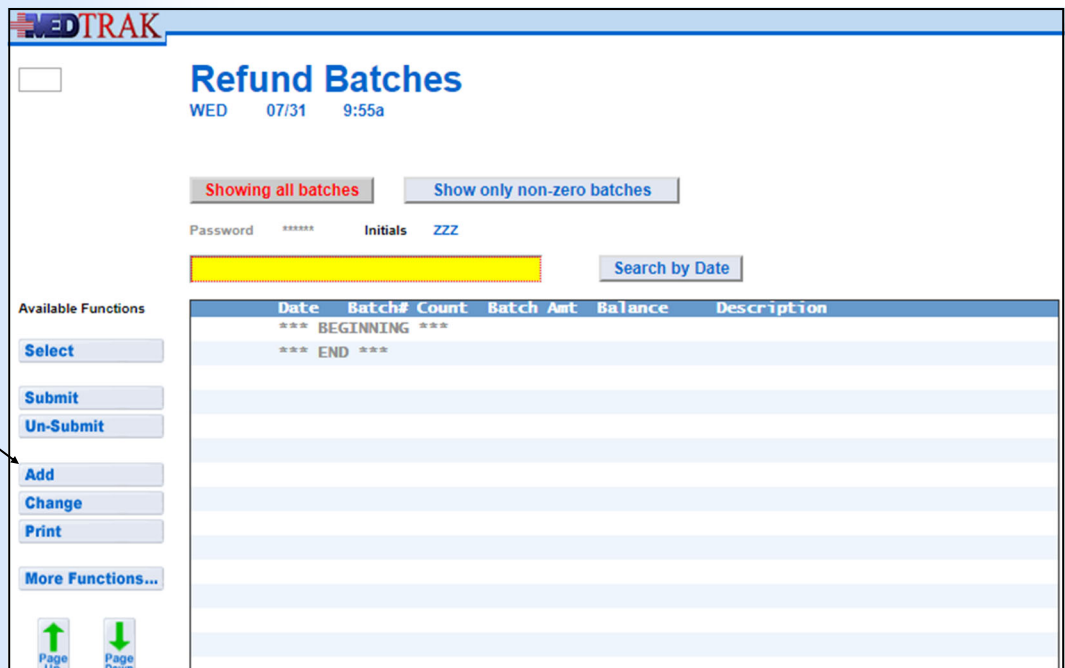 MEDTRAK
Refund Batches
WED 07/31 9:55a
Showing all batches Show only non-zero batches
Password ****** Initials ZZZ
Search by Date
Available Functions
Date Batch# Count Batch Amt Balance Description
*** BEGINNING ***
*** END ***
Select
Submit
Un-Submit
Add
Change
Print
More Functions...
Page Page